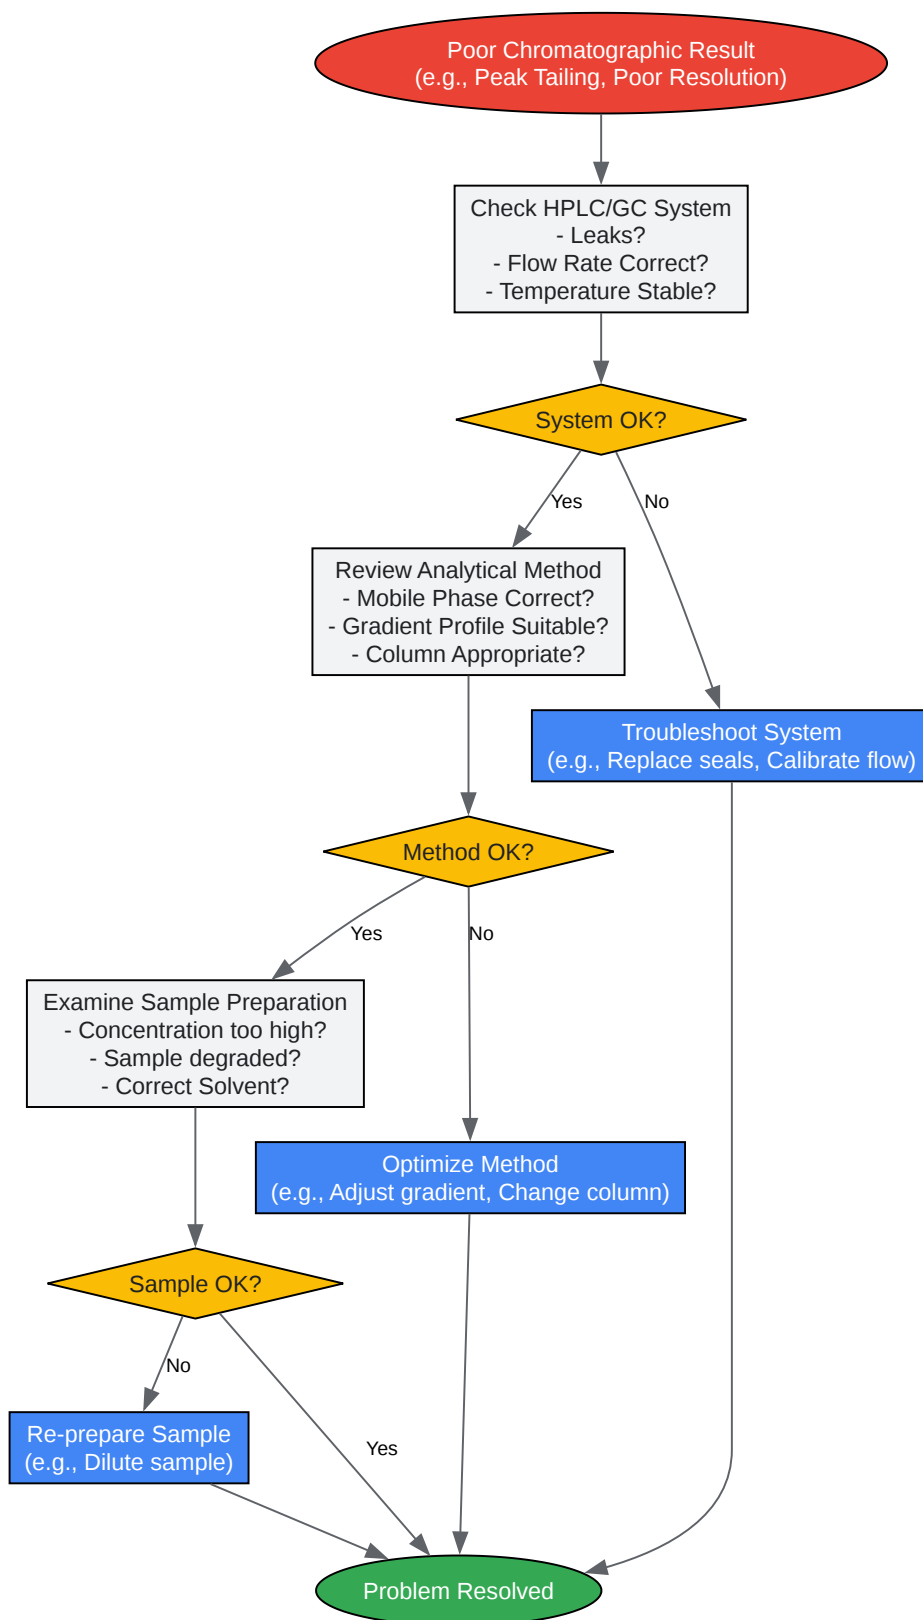 Poor Chromatographic Result
(e.g., Peak Tailing, Poor Resolution)
Check HPLC/GC System
- Leaks?
- Flow Rate Correct?
- Temperature Stable?
System OK?
Yes
No
Review Analytical Method
- Mobile Phase Correct?
- Gradient Profile Suitable?
- Column Appropriate?
Troubleshoot System
(e.g., Replace seals, Calibrate flow)
Method OK?
Yes
No
Examine Sample Preparation
- Concentration too high?
- Sample degraded?
- Correct Solvent?
Optimize Method
(e.g., Adjust gradient, Change column)
Sample OK?
No
Yes
Re-prepare Sample
(e.g., Dilute sample)
Problem Resolved